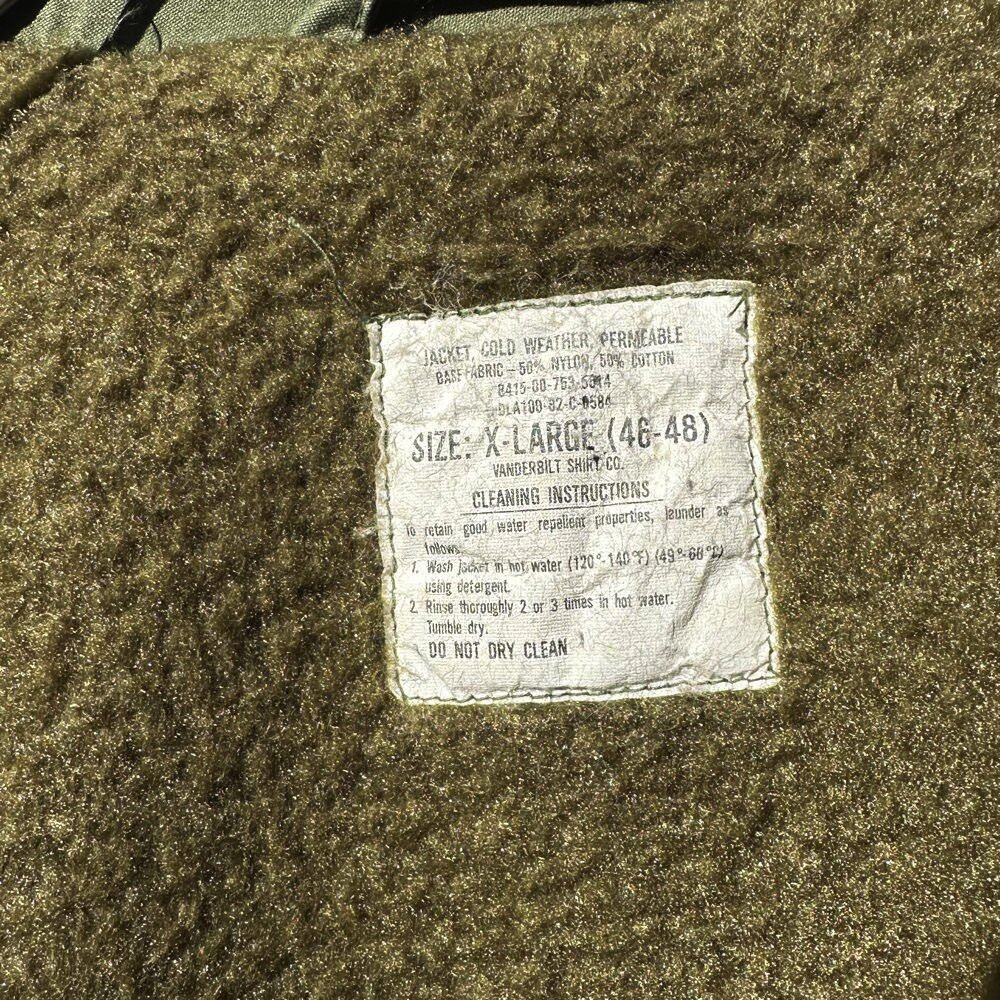 JACKET, COLD WEATHER, PERMEABLE
BASE FABRIC – 50% NYLON, 50% COTTON
8415-00-753-5614
DLA100-82-C-0584
SIZE: X-LARGE (46-48)
VANDERBILT SHIRT CO.
CLEANING INSTRUCTIONS
To retain good water repellent properties, launder as
follows
1. Wash jacket in hot water (120°-140°F) (49°-60°C)
using detergent.
2. Rinse thoroughly 2 or 3 times in hot water.
Tumble dry.
DO NOT DRY CLEAN